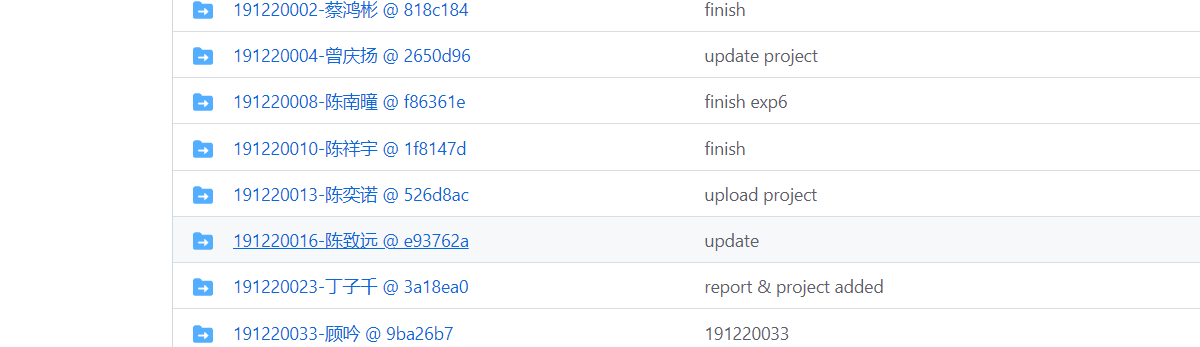 191220002-蔡鸿彬 @ 818c184 finish
191220004-曾庆扬 @ 2650d96 update project
191220008-陈南曈 @ f86361e finish exp6
191220010-陈祥宇 @ 1f8147d finish
191220013-陈奕诺 @ 526d8ac upload project
191220016-陈致远 @ e93762a update
191220023-丁子千 @ 3a18ea0 report & project added
191220033-顾吟 @ 9ba26b7 191220033